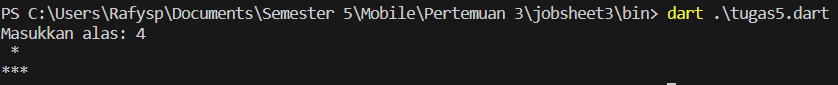 PS C:\Users\Rafysp\Documents\Semester 5\Mobile\Pertemuan 3\jobsheet3\bin> dart .\tugas5.dart
Masukkan alas: 4
 *
***